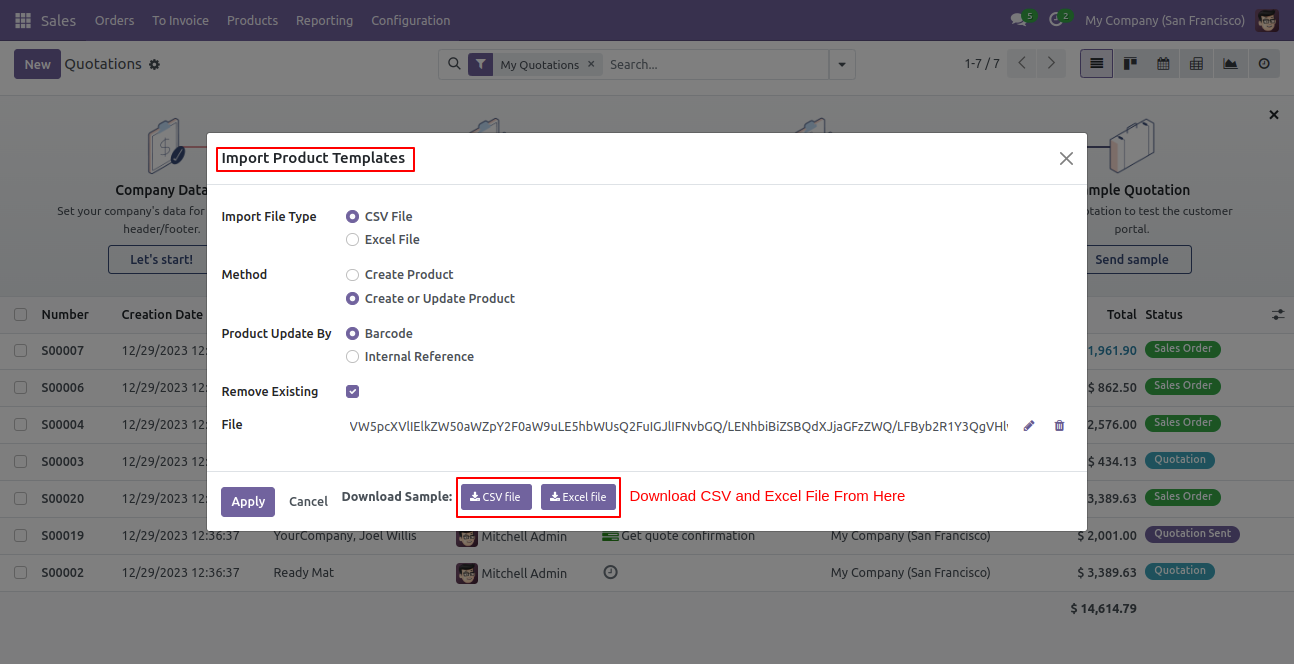 Sales Orders To Invoice Products Reporting Configuration 5 2 My Company (San Francisco)
New Quotations My Quotations × Search... 1-7 / 7
Import Product Templates
Company Data
Set your company's data for
header/footer.
Let's start!
mple Quotation
otation to test the customer
portal.
Send sample
Import File Type CSV File
Excel File
Method Create Product
Create or Update Product
Product Update By Barcode
Internal Reference
Remove Existing
File
Apply Cancel Download Sample: CSV file Excel file Download CSV and Excel File From Here
Number Creation Date Total Status
S00007 12/29/2023 12: 1,961.90 Sales Order
S00006 12/29/2023 12: $ 862.50 Sales Order
S00004 12/29/2023 12: 2,576.00 Sales Order
S00003 12/29/2023 12: $ 434.13 Quotation
S00020 12/29/2023 12: 3,389.63 Sales Order
S00019 12/29/2023 12:36:37 YourCompany, Joel Willis Mitchell Admin Get quote confirmation My Company (San Francisco) $ 2,001.00 Quotation Sent
S00002 12/29/2023 12:36:37 Ready Mat Mitchell Admin My Company (San Francisco) $ 3,389.63 Quotation
$ 14,614.79